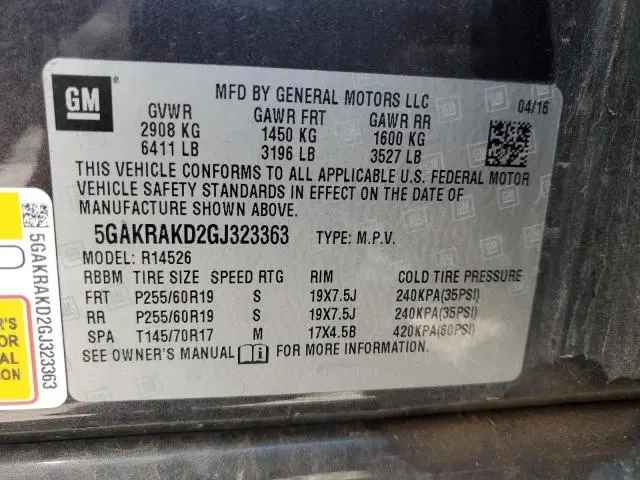 GM
MFD BY GENERAL MOTORS LLC
04/16
GVWR GAWR FRT GAWR RR
2908 KG 1450 KG 1600 KG
6411 LB 3196 LB 3527 LB
THIS VEHICLE CONFORMS TO ALL APPLICABLE U.S. FEDERAL MOTOR
VEHICLE SAFETY STANDARDS IN EFFECT ON THE DATE OF
MANUFACTURE SHOWN ABOVE.
5GAKRAKD2GJ323363 TYPE: M.P.V.
MODEL: R14526
RBBM TIRE SIZE SPEED RTG RIM COLD TIRE PRESSURE
FRT P255/60R19 S 19X7.5J 240KPA(35PSI)
RR P255/60R19 S 19X7.5J 240KPA(35PSI)
SPA T145/70R17 M 17X4.5B 420KPA(60PSI)
SEE OWNER'S MANUAL FOR MORE INFORMATION.
5GAKRAKD2GJ323363
R'S
OR
AL
ION